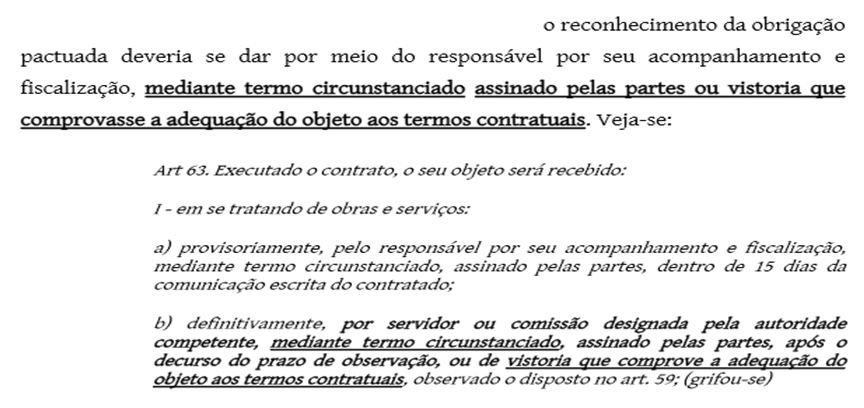 o reconhecimento da obrigação
pactuada deveria se dar por meio do responsável por seu acompanhamento e
fiscalização, mediante termo circunstanciado assinado pelas partes ou vistoria que
comprovasse a adequação do objeto aos termos contratuais. Veja-se:
Art 63. Executado o contrato, o seu objeto será recebido:
I - em se tratando de obras e serviços:
a) provisoriamente, pelo responsável por seu acompanhamento e fiscalização,
mediante termo circunstanciado, assinado pelas partes, dentro de 15 dias da
comunicação escrita do contratado;
b) definitivamente, por servidor ou comissão designada pela autoridade
competente, mediante termo circunstanciado, assinado pelas partes, após o
decurso do prazo de observação, ou de vistoria que comprove a adequação do
objeto aos termos contratuais, observado o disposto no art. 59; (grifou-se)